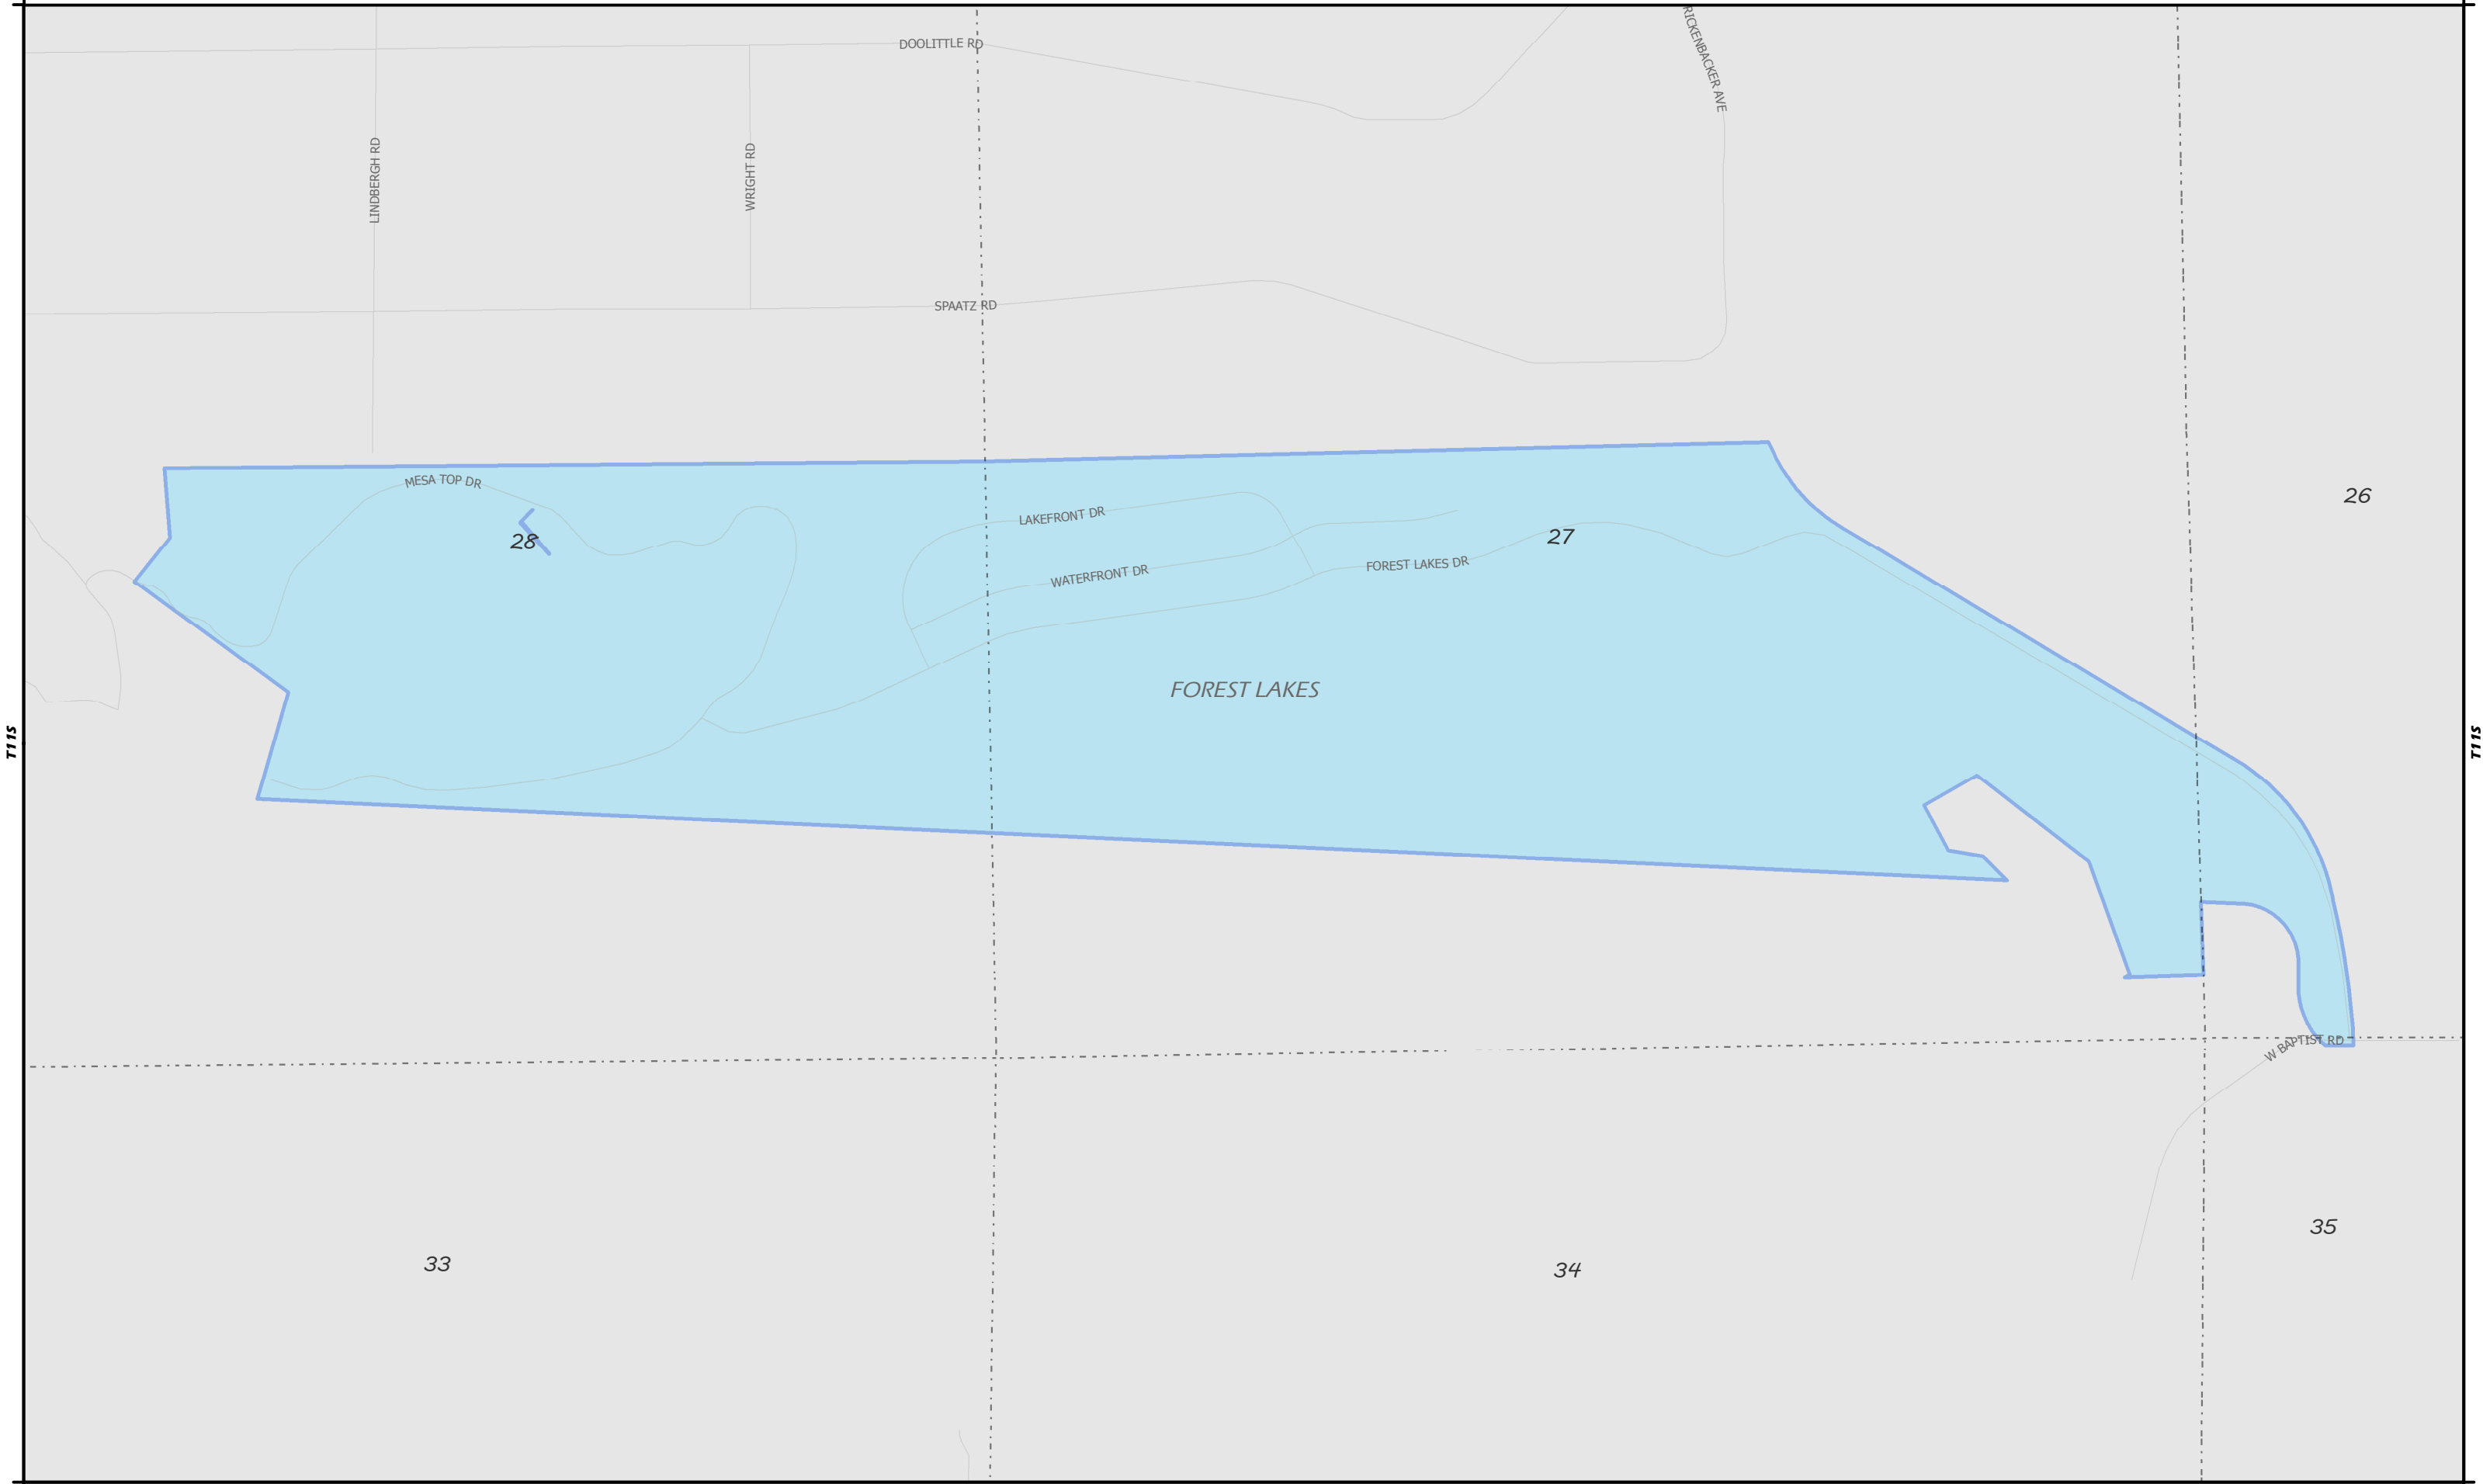 RICKENBACKER AVE
DOOLITTLE RD
LINDBERGH RD
WRIGHT RD
SPAATZ RD
MESA TOP DR
26
LAKEFRONT DR
28
27
FOREST LAKES DR
WATERFRONT DR
FOREST LAKES
T11S
T11S
W BAPTIST RD
35
33
34